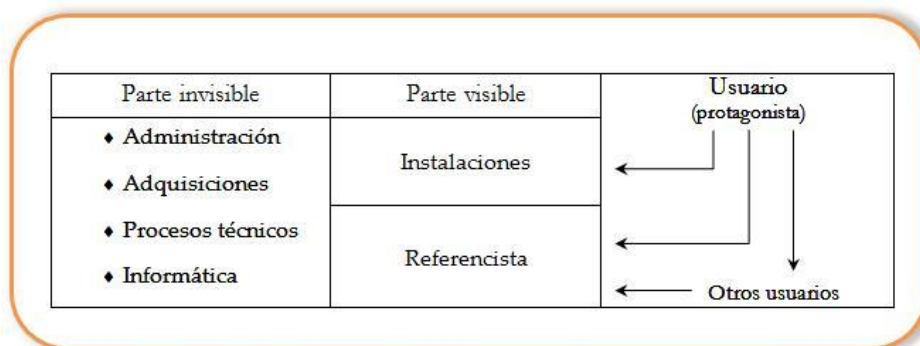 Parte invisible
Parte visible
Usuario
(protagonista)
♦ Administración
♦ Adquisiciones
♦ Procesos técnicos
♦ Informática
Instalaciones
Referencista
Otros usuarios